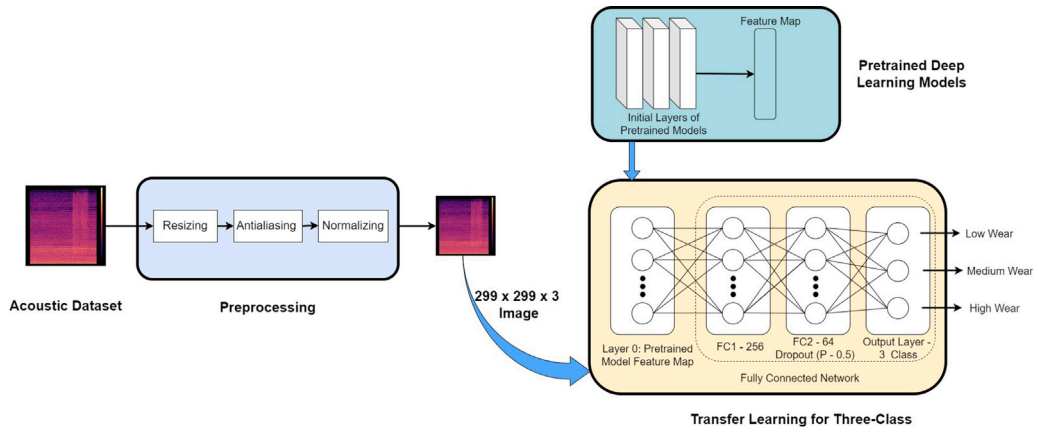 Feature Map
Initial Layers of
Pretrained Models
Pretrained Deep
Learning Models
Resizing
Antialiasing
Normalizing
Acoustic Dataset
Preprocessing
299 x 299 x 3
Image
Low Wear
Medium Wear
High Wear
Layer 0: Pretrained
Model Feature Map
FC1 - 256
FC2 - 64
Dropout (P - 0.5)
Output Layer -
3 Class
Fully Connected Network
Transfer Learning for Three-Class